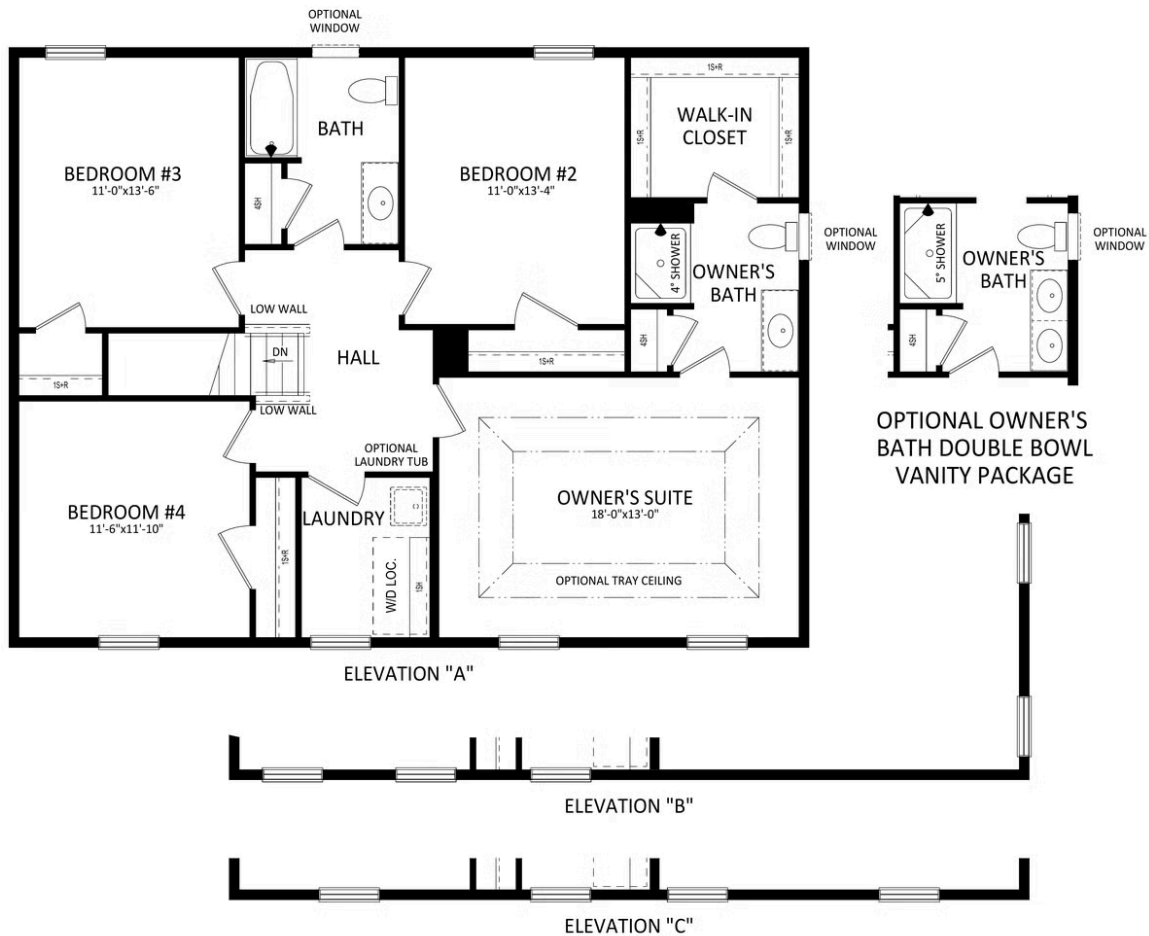 OPTIONAL
WINDOW
1S+R
BATH
WALK-IN
CLOSET
1S+R
1S+R
BEDROOM #3
11'-0"x13'-6"
BEDROOM #2
11'-0"x13'-4"
4SH
4° SHOWER
OWNER'S
BATH
OPTIONAL
WINDOW
5° SHOWER
OWNER'S
BATH
OPTIONAL
WINDOW
LOW WALL
DN
HALL
4SH
4SH
1S+R
1S+R
LOW WALL
OPTIONAL
LAUNDRY TUB
OPTIONAL OWNER'S
BATH DOUBLE BOWL
VANITY PACKAGE
BEDROOM #4
11'-6"x11'-10"
1S+R
LAUNDRY
W/D LOC.
1SH
OWNER'S SUITE
18'-0"x13'-0"
OPTIONAL TRAY CEILING
ELEVATION "A"
ELEVATION "B"
ELEVATION "C"